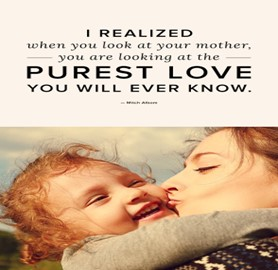 I REALIZED
when you look at your mother,
you are looking at the
PUREST LOVE
YOU WILL EVER KNOW.
— Mitch Albom